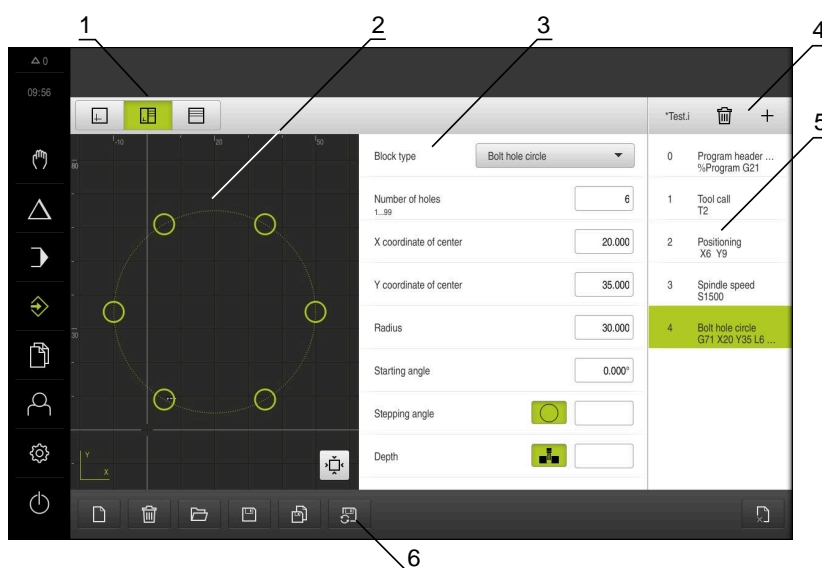 1
2
3
4
0
09:56
*Test.i
5
-10
20
50
80
30
Y
X
Block type
Bolt hole circle
Number of holes
1...99
6
X coordinate of center
20.000
Y coordinate of center
35.000
Radius
30.000
Starting angle
0.000°
Stepping angle
Depth
0 Program header ...
%Program G21
1 Tool call
T2
2 Positioning
X6 Y9
3 Spindle speed
S1500
4 Bolt hole circle
G71 X20 Y35 L6 ...
6